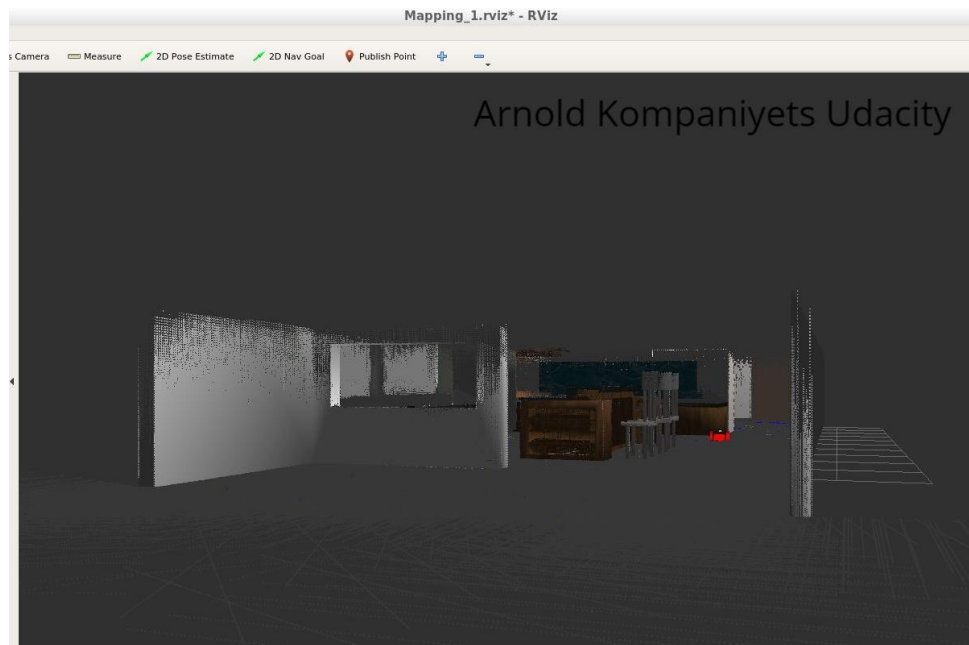 Mapping_1.rviz* - RViz
s Camera Measure 2D Pose Estimate 2D Nav Goal Publish Point
Arnold Kompaniyets Udacity